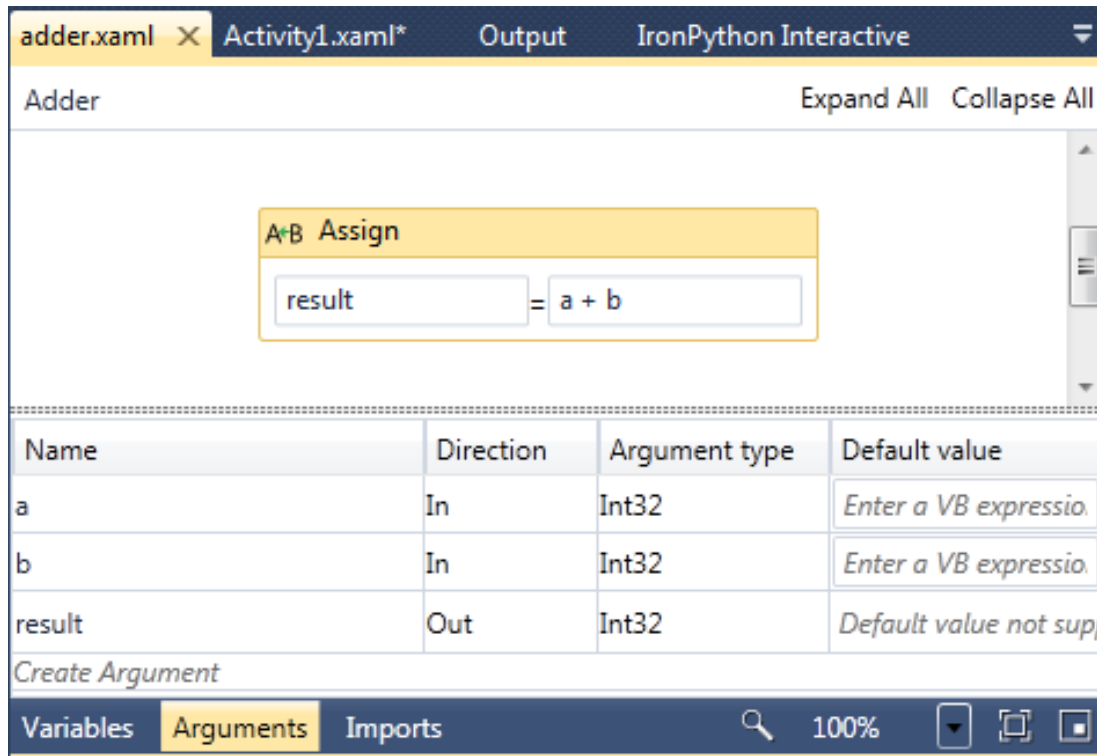 adder.xaml Activity1.xaml* Output IronPython Interactive
Adder Expand All Collapse All
A B Assign
result = a + b
Name Direction Argument type Default value
a In Int32 Enter a VB expressio
b In Int32 Enter a VB expressio
result Out Int32 Default value not sup
Create Argument
Variables Arguments Imports 100%